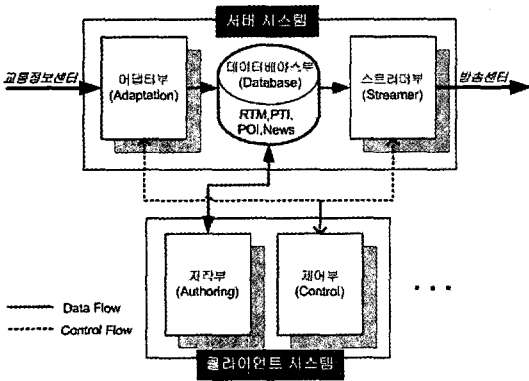 서버 시스템
교통정보센터
어댑터부
(Adaptation)
데이터베이스부
(Database)
RTM,PTI,
POI,News
스트리머부
(Streamer)
방송센터
저작부
(Authoring)
제어부
(Control)
...
Data Flow
Control Flow
클라이언트 시스템